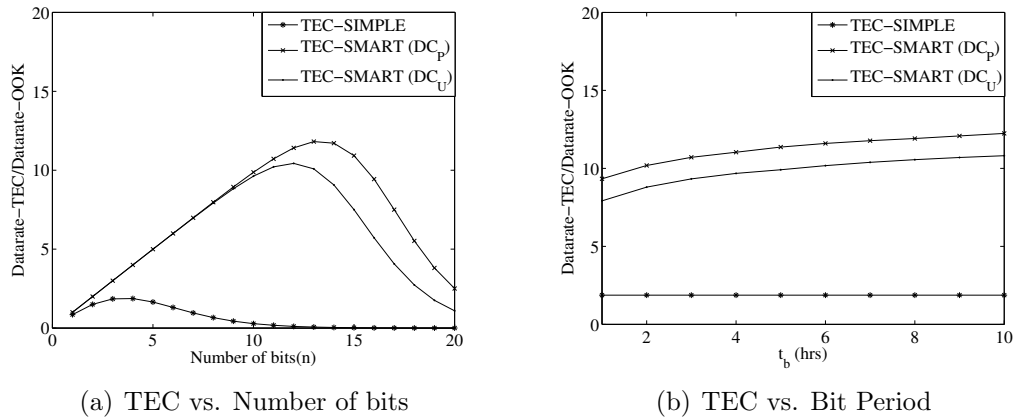 20
15
10
5
0
0 5 10 15 20
Number of bits(n)
Datarate-TEC/Datarate-OOK
TEC-SIMPLE
TEC-SMART (DC_P)
TEC-SMART (DC_U)
(a) TEC vs. Number of bits
20
15
10
5
0
2 4 6 8 10
t_b (hrs)
Datarate-TEC/Datarate-OOK
TEC-SIMPLE
TEC-SMART (DC_P)
TEC-SMART (DC_U)
(b) TEC vs. Bit Period